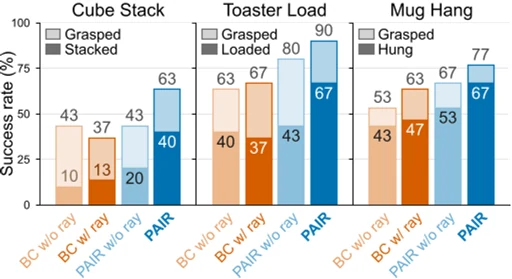 Cube Stack
Toaster Load
Mug Hang
Success rate (%)
100
75
50
25
0
Grasped
Stacked
43
10
37
13
43
20
63
40
Grasped
Loaded
63
40
67
37
80
43
90
67
Grasped
Hung
53
43
63
47
67
53
77
67
BC w/o ray
BC w/ ray
PAIR w/o ray
PAIR
BC w/o ray
BC w/ ray
PAIR w/o ray
PAIR
BC w/o ray
BC w/ ray
PAIR w/o ray
PAIR